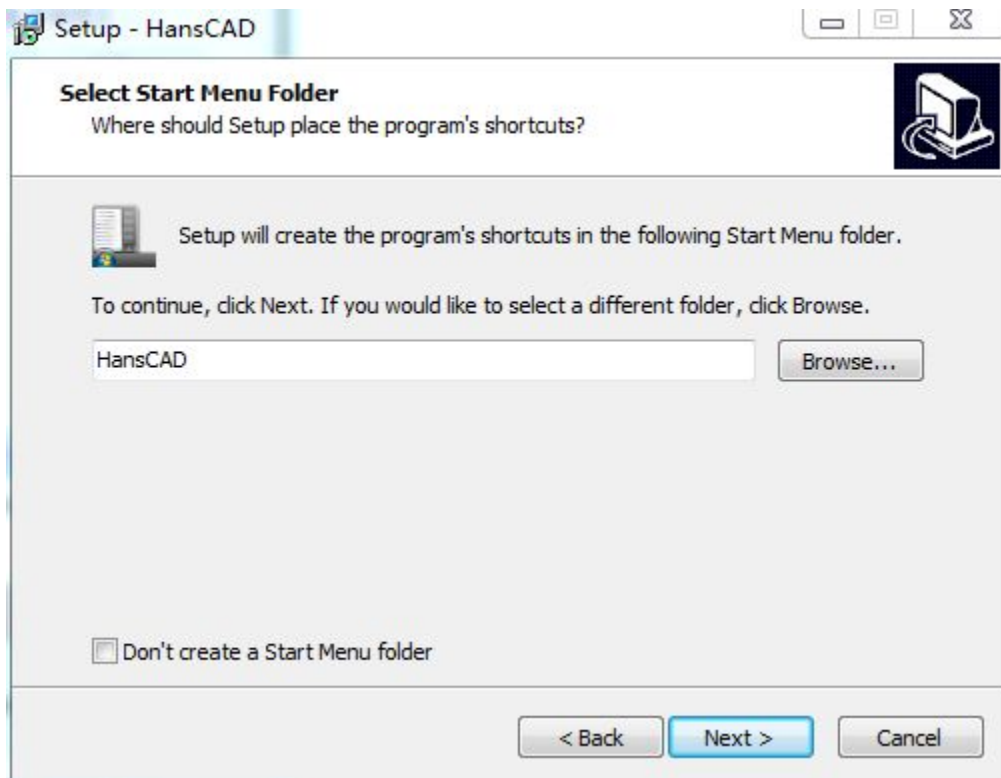 Setup - HansCAD
Select Start Menu Folder
Where should Setup place the program's shortcuts?
Setup will create the program's shortcuts in the following Start Menu folder.
To continue, click Next. If you would like to select a different folder, click Browse.
HansCAD
Browse...
Don't create a Start Menu folder
< Back
Next >
Cancel